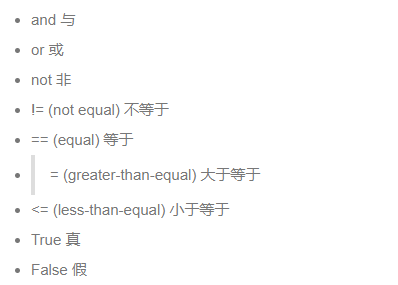 and 与
or 或
not 非
!= (not equal) 不等于
== (equal) 等于
= (greater-than-equal) 大于等于
<= (less-than-equal) 小于等于
True 真
False 假